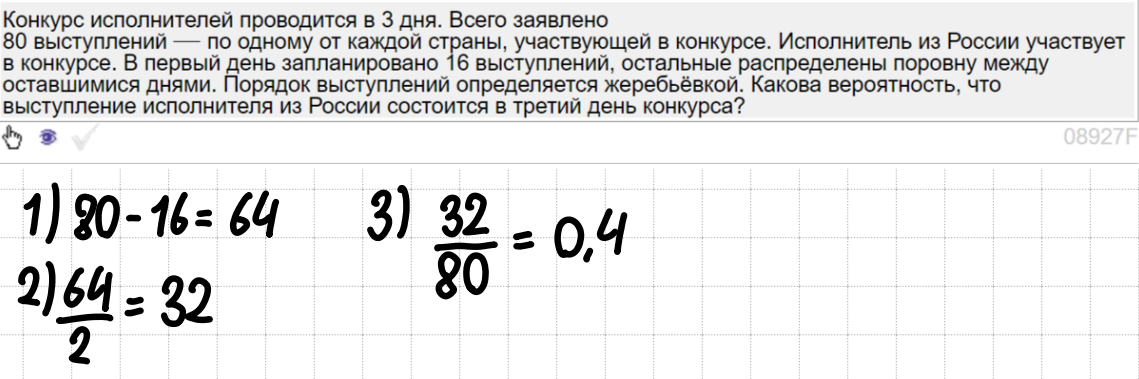 Конкурс исполнителей проводится в 3 дня. Всего заявлено
80 выступлений — по одному от каждой страны, участвующей в конкурсе. Исполнитель из России участвует
в конкурсе. В первый день запланировано 16 выступлений, остальные распределены поровну между
оставшимися днями. Порядок выступлений определяется жеребьёвкой. Какова вероятность, что
выступление исполнителя из России состоится в третий день конкурса?
08927F
1) 80 - 16 = 64
2) 64/2 = 32
3) 32/80 = 0,4